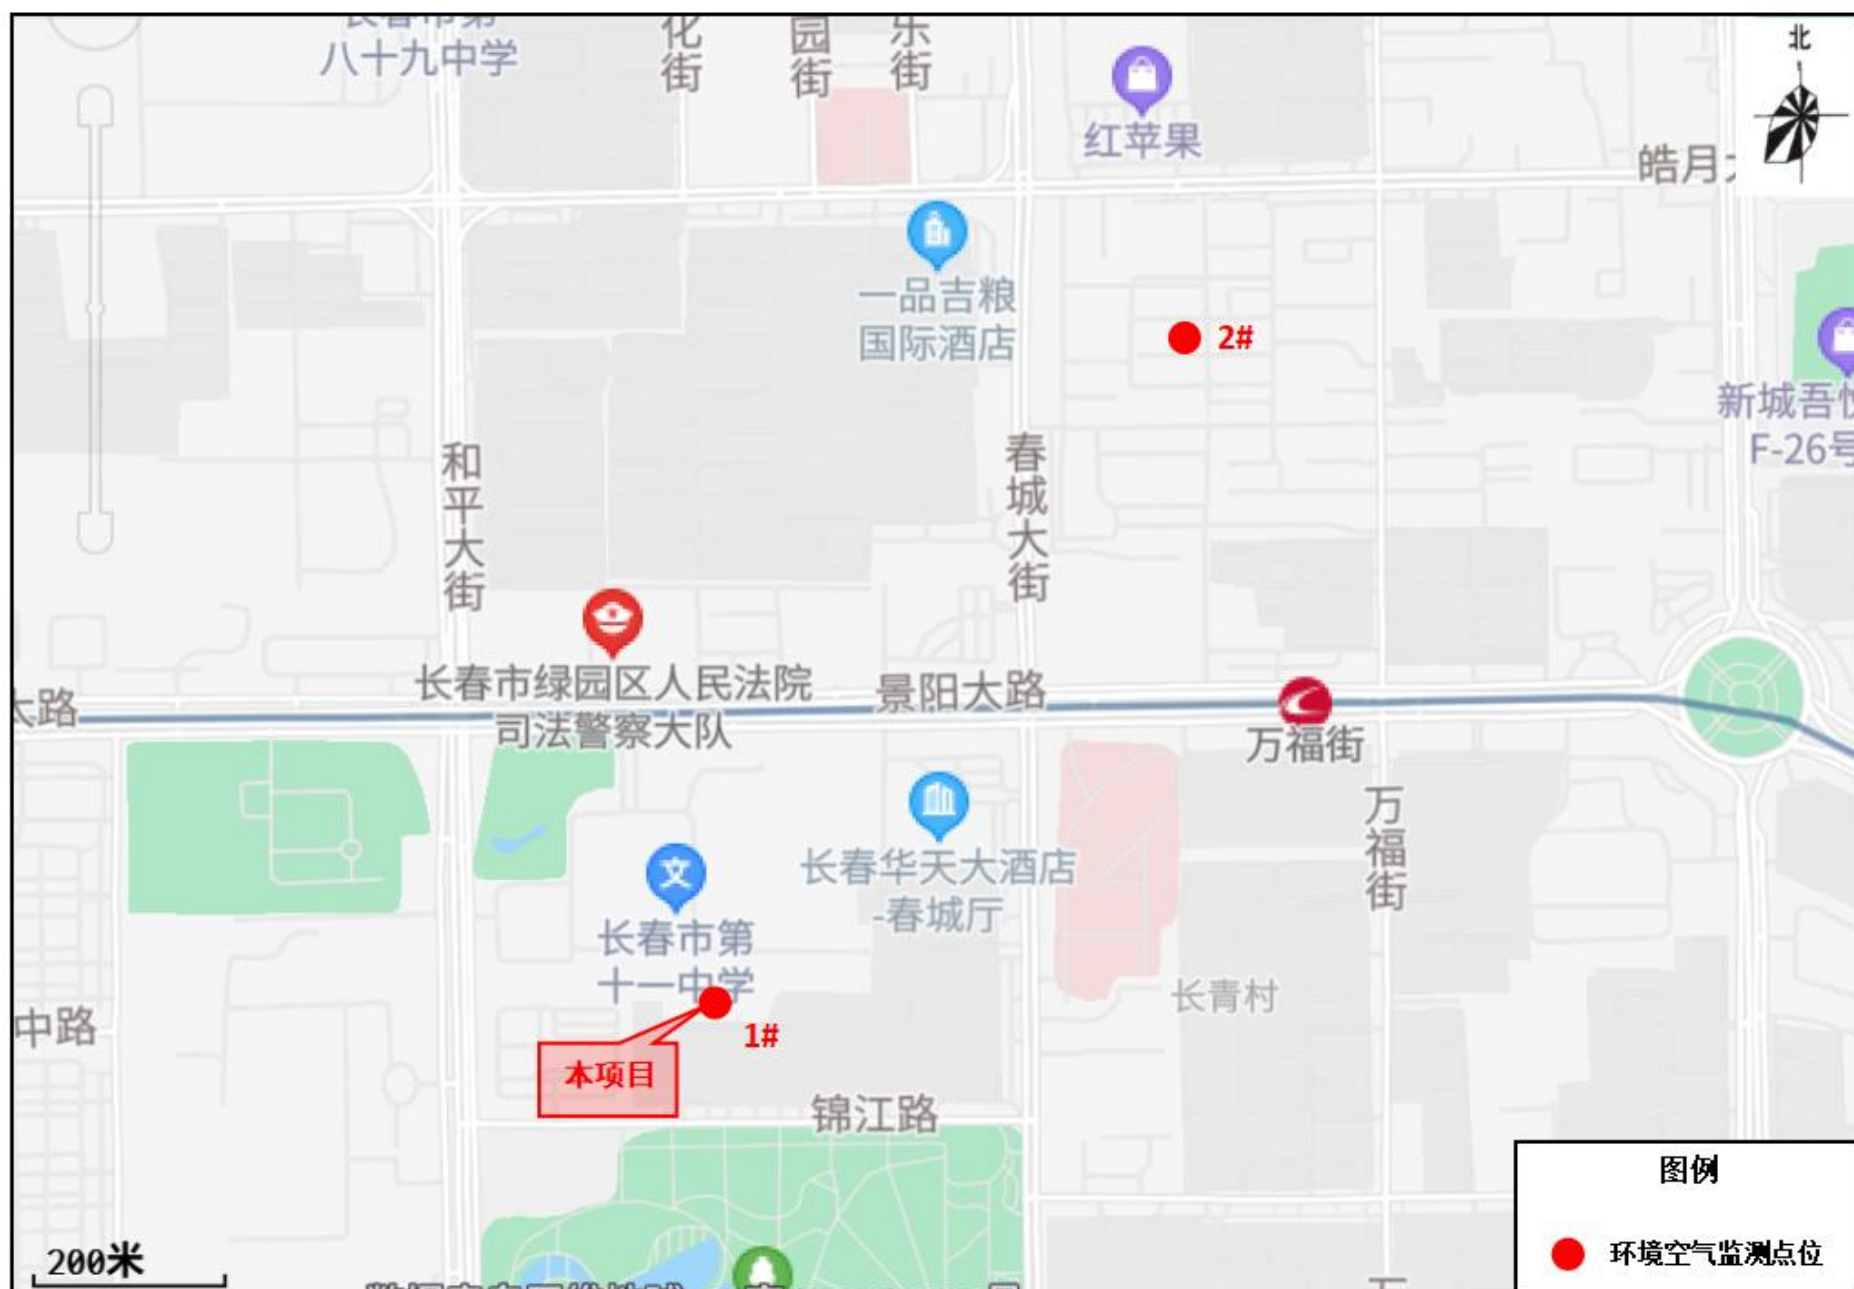 八十九中学
化街
园街
乐街
北
红苹果
皓月
一品吉粮
国际酒店
2#
新城吾
F-26号
和平大街
春城大街
长春市绿园区人民法院
司法警察大队
景阳大路
大路
万福街
万福街
长春华天大酒店
-春城厅
长春市第
十一中学
长青村
1#
中路
本项目
锦江路
图例
200米
环境空气监测点位